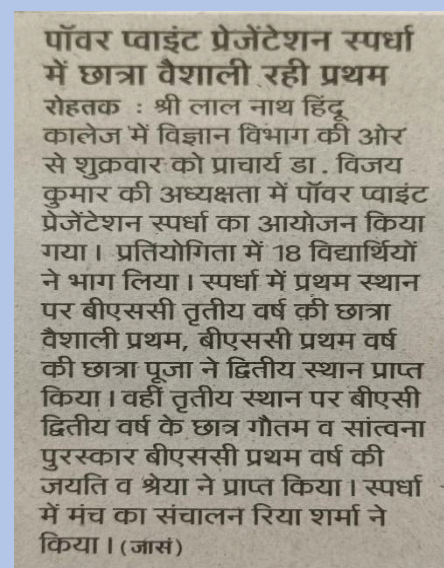 पॉवर प्वाइंट प्रेजेंटेशन स्पर्धा
में छात्रा वैशाली रही प्रथम
रोहतक : श्री लाल नाथ हिंदू
कालेज में विज्ञान विभाग की ओर
से शुक्रवार को प्राचार्य डा. विजय
कुमार की अध्यक्षता में पॉवर प्वाइंट
प्रेजेंटेशन स्पर्धा का आयोजन किया
गया। प्रतियोगिता में 18 विद्यार्थियों
ने भाग लिया। स्पर्धा में प्रथम स्थान
पर बीएससी तृतीय वर्ष की छात्रा
वैशाली प्रथम, बीएससी प्रथम वर्ष
की छात्रा पूजा ने द्वितीय स्थान प्राप्त
किया। वहीं तृतीय स्थान पर बीएसी
द्वितीय वर्ष के छात्र गौतम व सांत्वना
पुरस्कार बीएससी प्रथम वर्ष की
जयति व श्रेया ने प्राप्त किया। स्पर्धा
में मंच का संचालन रिया शर्मा ने
किया। (जासं)